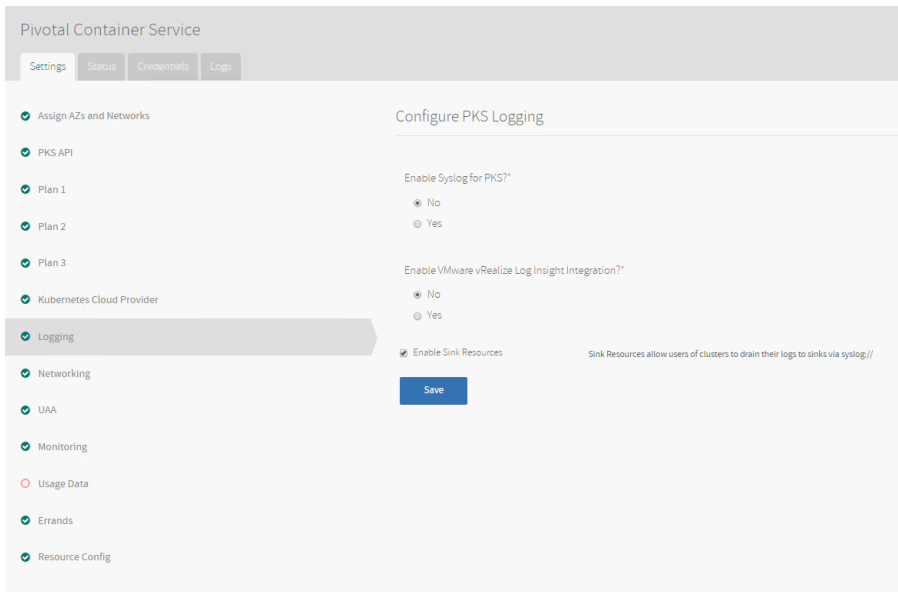 Pivotal Container Service
Settings
Status
Credentials
Logs
Assign AZs and Networks
PKS API
Plan 1
Plan 2
Plan 3
Kubernetes Cloud Provider
Logging
Networking
UAA
Monitoring
Usage Data
Errands
Resource Config
Configure PKS Logging
Enable Syslog for PKS?*
No
Yes
Enable VMware vRealize Log Insight Integration?*
No
Yes
Enable Sink Resources
Sink Resources allow users of clusters to drain their logs to sinks via syslog://
Save